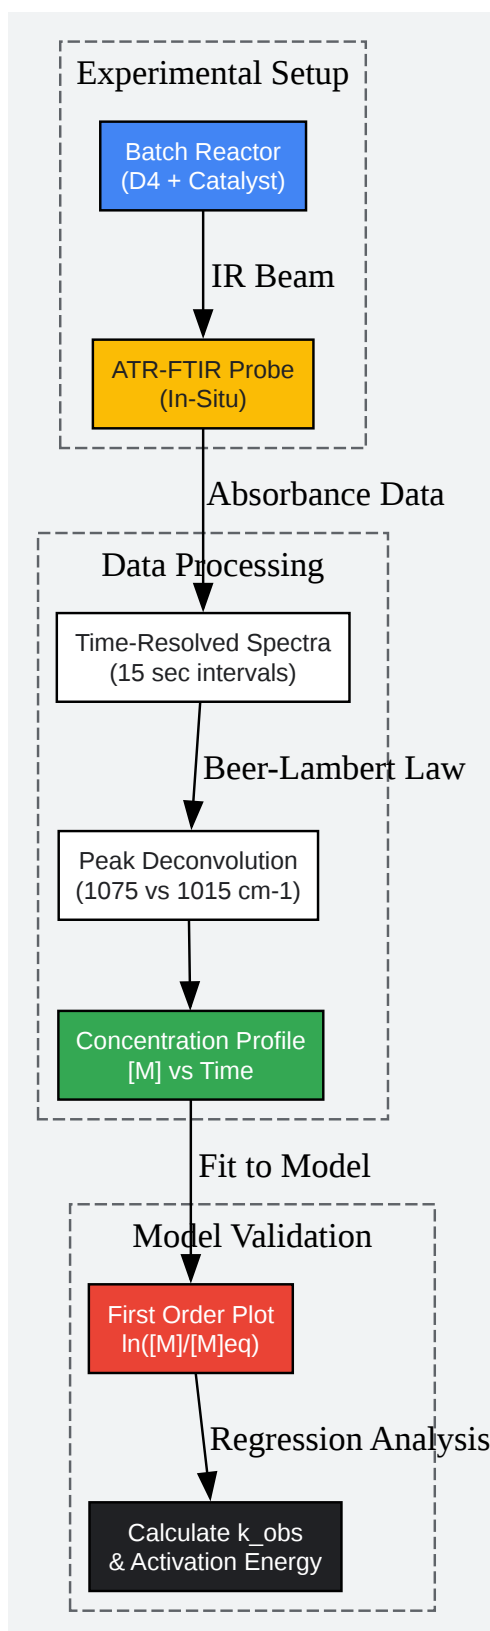 Experimental Setup
Batch Reactor
(D4 + Catalyst)
IR Beam
ATR-FTIR Probe
(In-Situ)
Absorbance Data
Data Processing
Time-Resolved Spectra
(15 sec intervals)
Beer-Lambert Law
Peak Deconvolution
(1075 vs 1015 cm-1)
Concentration Profile
[M] vs Time
Fit to Model
Model Validation
First Order Plot
ln([M]/[M]eq)
Regression Analysis
Calculate k_obs
& Activation Energy